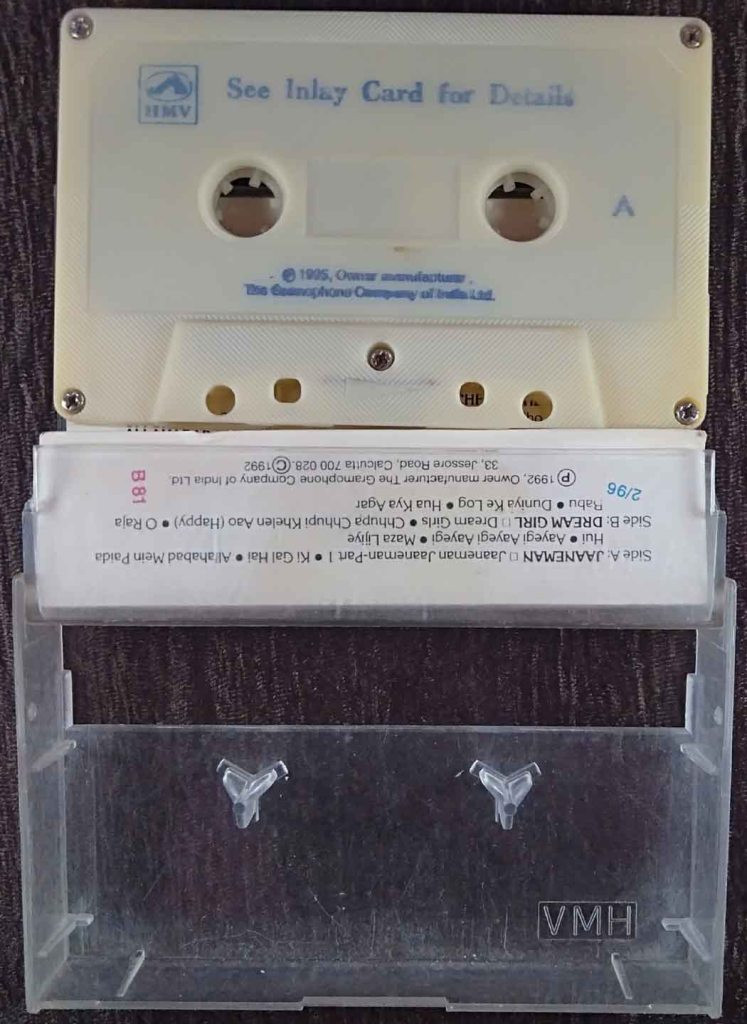 HMV
See Inlay Card for Details
A
℗ 1995, Owner manufacturer
The Gramophone Company of India Ltd.
Side A: JAANEMAN □ Jaaneman Jaaneman-Part 1 ● Ki Gal Hai ● Allahabad Mein Paida
Hui ● Aayegi Aayegi Aayegi ● Maza Lijiye
Side B: DREAM GIRL □ Dream Girls ● Chhupa Chhupi Khelen Aao (Happy) ● O Raja
Rabu ● Duniya Ke Log ● Hua Kya Agar
2/96
℗ 1992, Owner manufacturer The Gramophone Company of India Ltd.
33, Jessore Road, Calcutta 700 028. © 1992
B 81
VMH